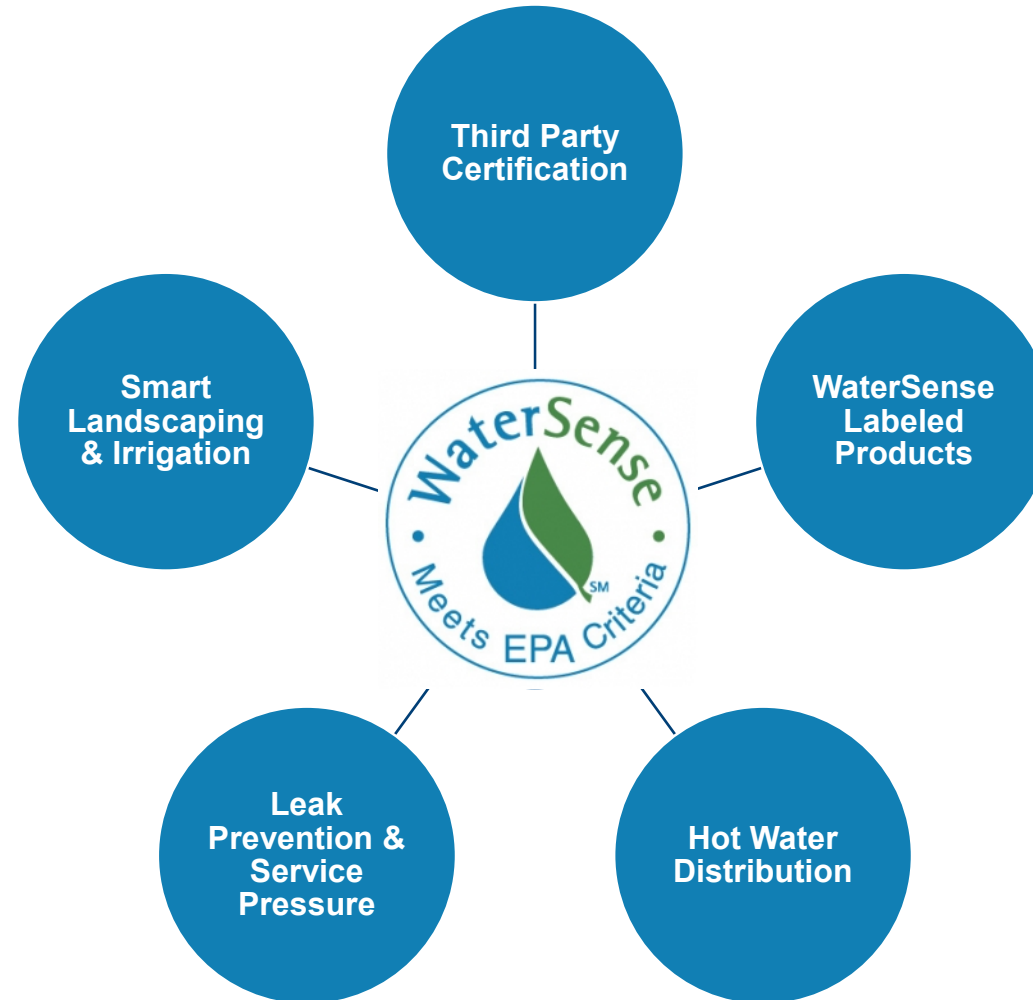 Third Party
Certification
Smart
Landscaping
& Irrigation
WaterSense
Labeled
Products
WaterSense
SM
Meets EPA Criteria
Leak
Prevention &
Service
Pressure
Hot Water
Distribution